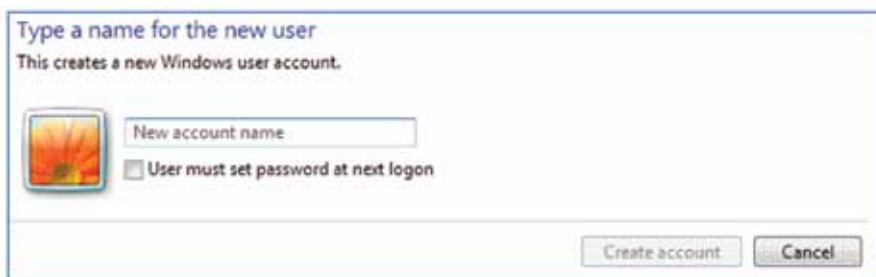 Type a name for the new user
This creates a new Windows user account.
New account name
User must set password at next logon
Create account Cancel